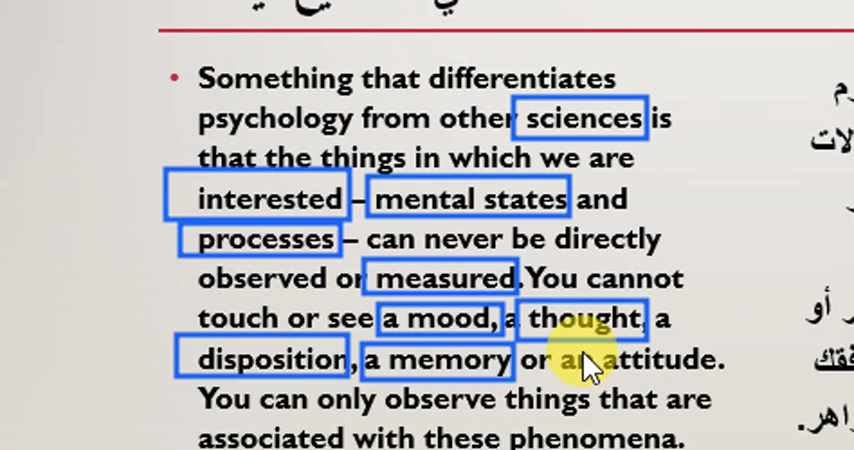 Something that differentiates
psychology from other sciences is
that the things in which we are
interested – mental states and
processes – can never be directly
observed or measured. You cannot
touch or see a mood, a thought, a
disposition, a memory or an attitude.
You can only observe things that are
associated with these phenomena.
أو